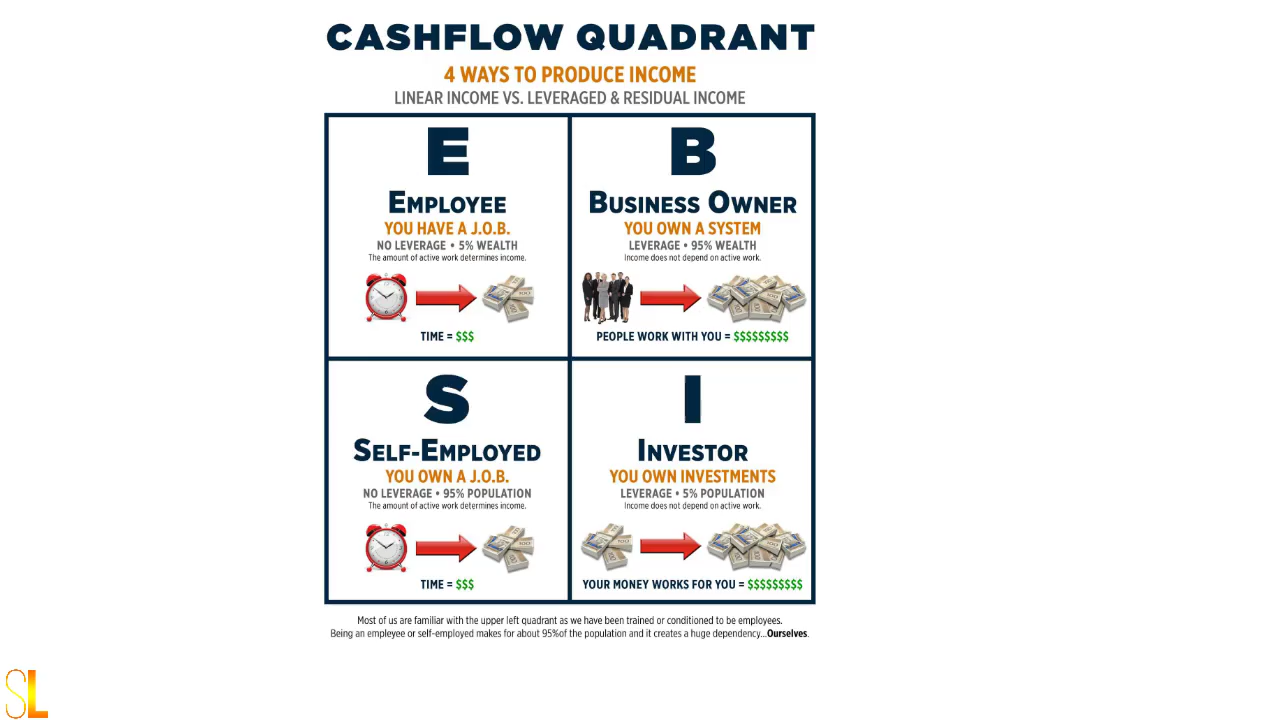 CASHFLOW QUADRANT
4 WAYS TO PRODUCE INCOME
LINEAR INCOME VS. LEVERAGED & RESIDUAL INCOME
E
EMPLOYEE
YOU HAVE A J.O.B.
NO LEVERAGE • 5% WEALTH
The amount of active work determines income.
TIME = $$$
B
BUSINESS OWNER
YOU OWN A SYSTEM
LEVERAGE • 95% WEALTH
Income does not depend on active work.
PEOPLE WORK WITH YOU = $$$$$$$$$
S
SELF-EMPLOYED
YOU OWN A J.O.B.
NO LEVERAGE • 95% POPULATION
The amount of active work determines income.
TIME = $$$
I
INVESTOR
YOU OWN INVESTMENTS
LEVERAGE • 5% POPULATION
Income does not depend on active work.
YOUR MONEY WORKS FOR YOU = $$$$$$$$$
Most of us are familiar with the upper left quadrant as we have been trained or conditioned to be employees.
Being an empleyee or self-employed makes for about 95%of the population and it creates a huge dependency...Ourselves.
SL